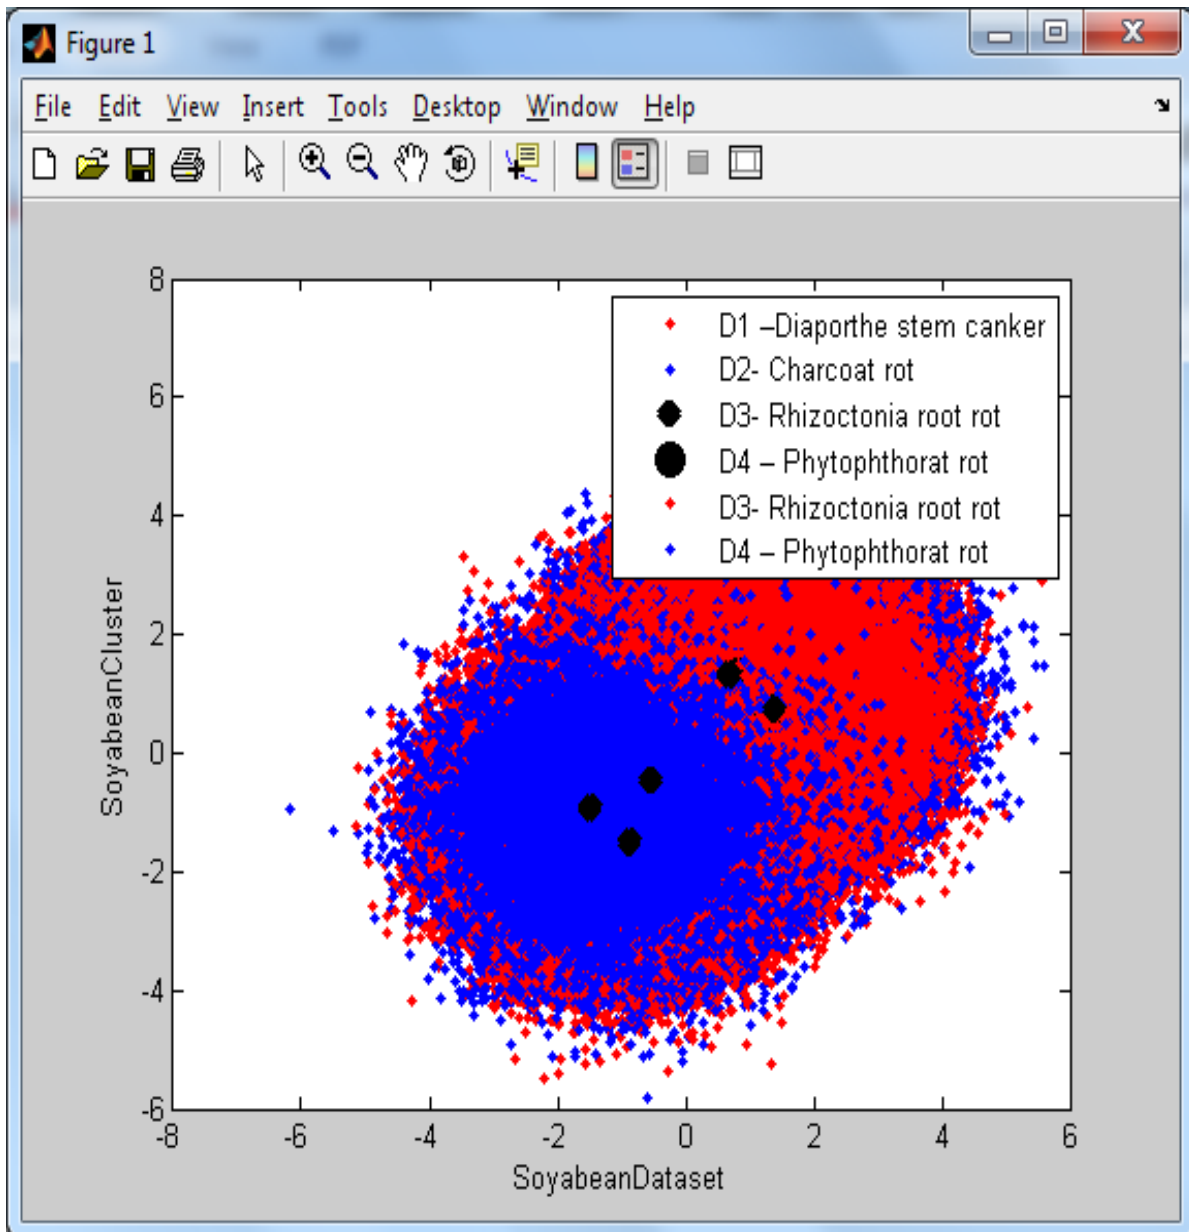 Figure 1
File Edit View Insert Tools Desktop Window Help
8
6
4
2
0
-2
-4
-6
-8
-6
-4
-2
0
2
4
6
SoyabeanCluster
SoyabeanDataset
D1 –Diaporthe stem canker
D2- Charcoat rot
D3- Rhizoctonia root rot
D4 – Phytophthorat rot
D3- Rhizoctonia root rot
D4 – Phytophthorat rot